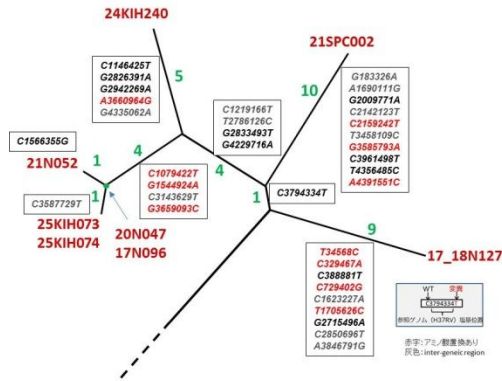 24KIH240
21SPC002
5
C1146425T
G2826391A
G2942269A
A3660964G
G4335062A
10
G183326A
A1690111G
G2009771A
C2142123T
C2159242T
T3458109C
G3585793A
C3961498T
T4356485C
A4391551C
C1219166T
T2786126C
G2833493T
G4229716A
C1566355G
21N052
1
4
4
C1079422T
G1544924A
C3143629T
G3659093C
1
C3794334T
C3587729T
1
25KIH073
25KIH074
20N047
17N096
9
17_18N127
T34568C
C329467A
C388881T
C729402G
C1623227A
T1705626C
G2715496A
C2850696T
A3846791G
WT
変異
C3794334T
参照ゲノム (H37RV) 塩基位置
赤字:アミノ酸置換あり
灰色:inter-geneic region